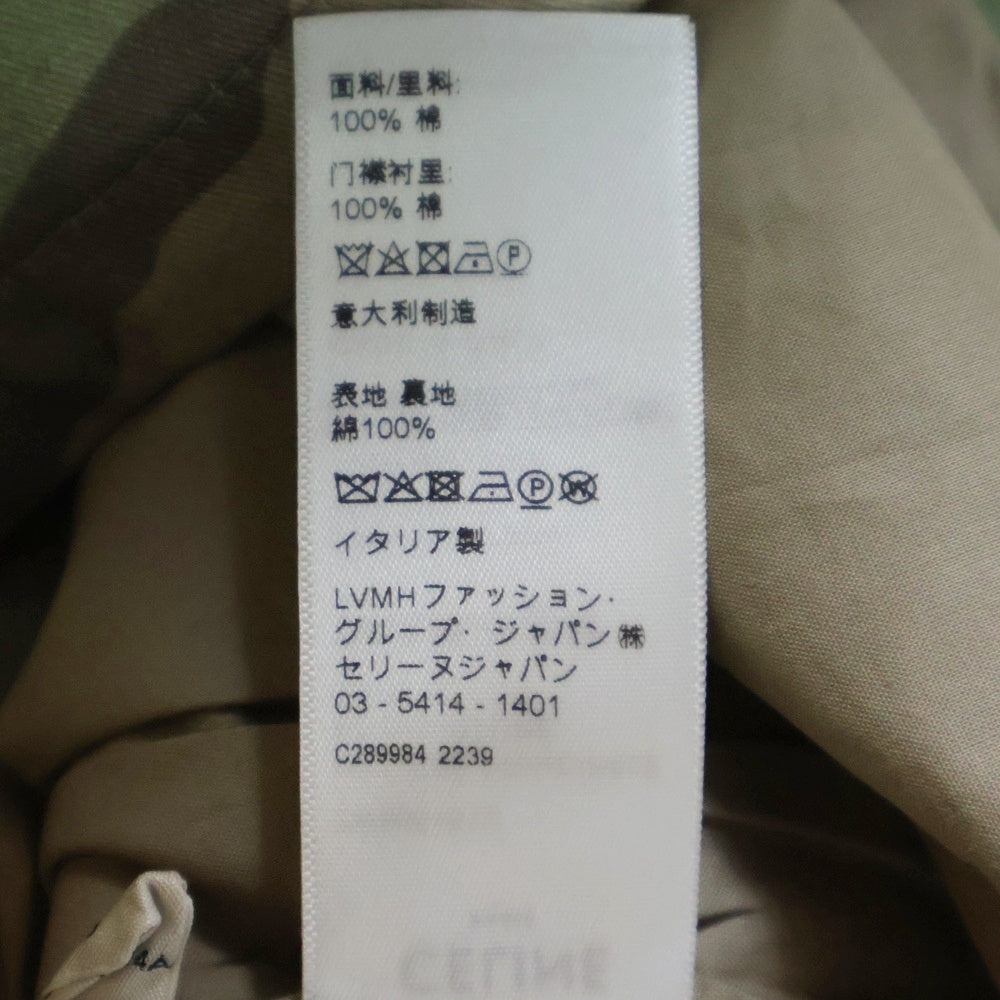 面料/里料:
100% 棉
门襟衬里:
100% 棉
P
意大利制造
表地 裏地
綿100%
P W
イタリア製
LVMHファッション・
グループ・ジャパン㈱
セリーヌジャパン
03 - 5414 - 1401
C289984 2239
4A